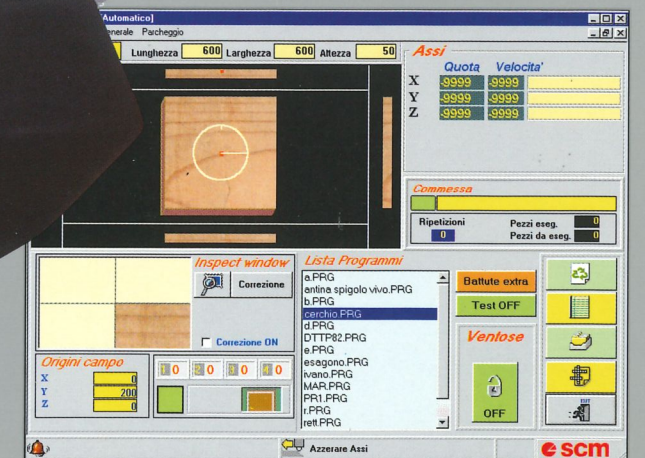 Automatico]
Parcheggio
Lunghezza 600 Larghezza 600 Altezza 50
Assi
Quota Velocita'
X -9999 -9999
Y -9999 -9999
Z -9999 -9999
Commessa
Ripetizioni
0
Pezzi eseg. 0
Pezzi da eseg. 0
Inspect window
Correzione
Correzione ON
Origini campo
X 0
Y 200
Z 0
1 0 2 0 3 0 4 0
Lista Programmi
a.PRG
antina spigolo vivo.PRG
b.PRG
cerchio.PRG
d.PRG
DTTP82.PRG
e.PRG
esagono.PRG
ivano.PRG
MAR.PRG
PR1.PRG
r.PRG
rett.PRG
Battute extra
Test OFF
Ventose
OFF
EXIT
Azzerare Assi
scm